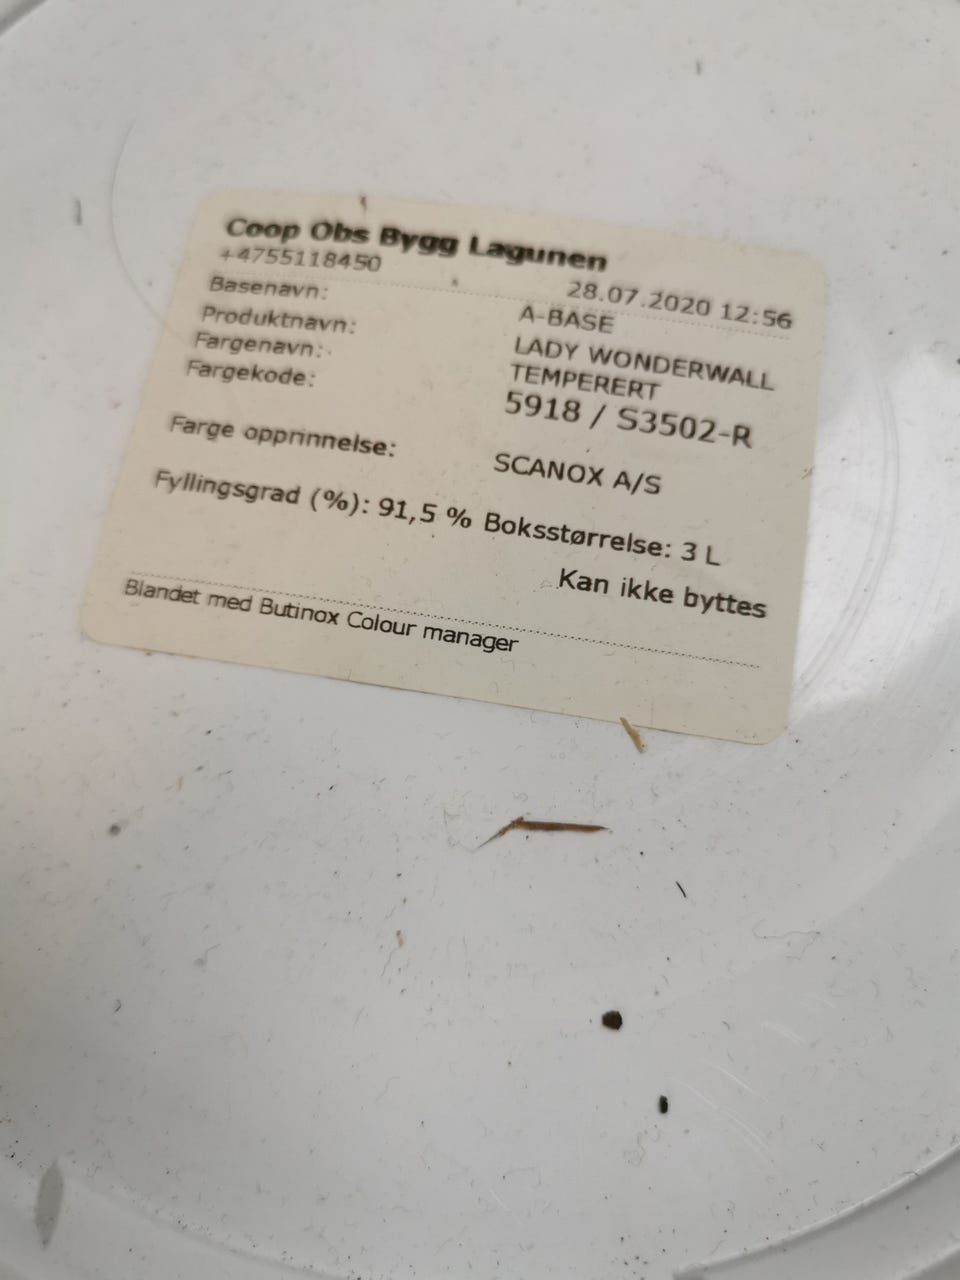 Coop Obs Bygg Lagunen
+4755118450
28.07.2020 12:56
Basenavn: A-BASE
Produktnavn: LADY WONDERWALL
Fargenavn: TEMPERERT
Fargekode: 5918 / S3502-R
Farge opprinnelse: SCANOX A/S
Fyllingsgrad (%): 91,5 % Boksstørrelse: 3 L
Kan ikke byttes
Blandet med Butinox Colour manager